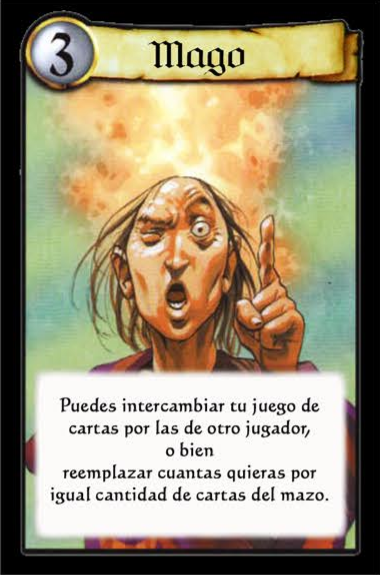 3
Mago
Puedes intercambiar tu juego de
cartas por las de otro jugador,
o bien
reemplazar cuantas quieras por
igual cantidad de cartas del mazo.